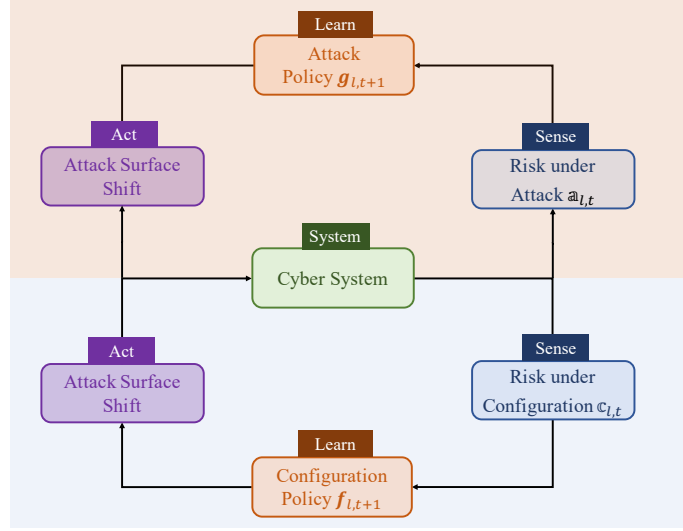 Learn
Attack
Policy 𝒈_{l,t+1}
Act
Attack Surface
Shift
Sense
Risk under
Attack 𝕒_{l,t}
System
Cyber System
Act
Attack Surface
Shift
Sense
Risk under
Configuration 𝕔_{l,t}
Learn
Configuration
Policy 𝒇_{l,t+1}